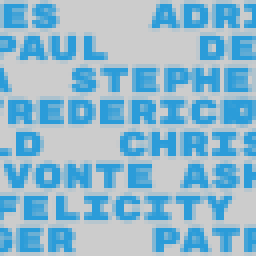 ES ADRI
PAUL DE
A STEPHE
FREDERICK
LD CHRIS
VONTE ASH
FELICITY
GER PATR